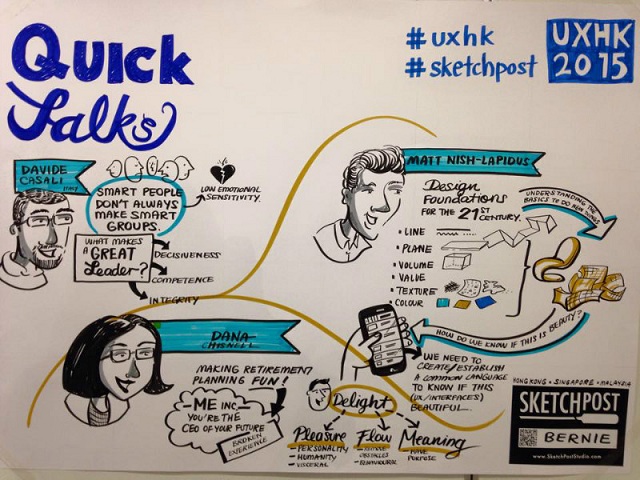 QUICK
Talks
#uxhk
#sketchpost
UXHK
2015
DAVIDE
CASALI
SMART PEOPLE
DON'T ALWAYS
MAKE SMART
GROUPS.
LOW EMOTIONAL
SENSITIVITY.
WHAT MAKES
A GREAT
Leader?
DECISIVENESS
COMPETENCE
INTEGRITY
MATT NISH-LAPIDUS
Design
Foundations
FOR THE 21ST
CENTURY.
UNDERSTANDING THE
BASICS TO DO NEW THINGS
• LINE
• PLANE
• VOLUME
• VALUE
• TEXTURE
• COLOUR
HOW DO WE KNOW IF THIS IS BEAUTY?
WE NEED TO
CREATE/ESTABLISH
A COMMON LANGUAGE
TO KNOW IF THIS
(UX/INTERFACES)
BEAUTIFUL.
DANA
CHISNELL
MAKING RETIREMENT
PLANNING FUN!
-ME INC-
YOU'RE THE
CEO OF YOUR FUTURE
BROKEN
EXPERIENCE
Delight
Pleasure
- PERSONALITY
- HUMANITY
- VISCERAL
Flow
- REMOVE
OBSTACLES
- BEHAVIOURAL
Meaning
- HAVE
PURPOSE
HONG KONG • SINGAPORE • MALAYSIA
SKETCHPOST
BERNIE
www.SketchPostStudio.com